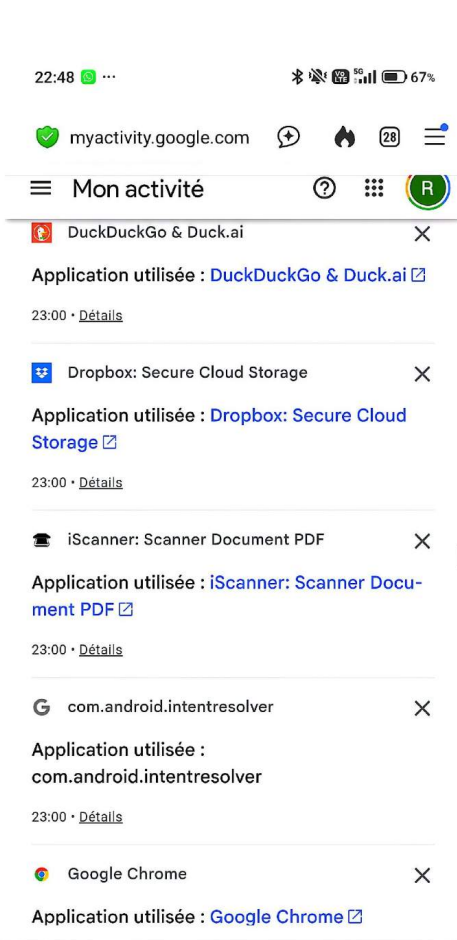 22:48 ··· 5G 67%
myactivity.google.com 28
Mon activité R
DuckDuckGo & Duck.ai
Application utilisée : DuckDuckGo & Duck.ai
23:00 • Détails
Dropbox: Secure Cloud Storage
Application utilisée : Dropbox: Secure Cloud
Storage
23:00 • Détails
iScanner: Scanner Document PDF
Application utilisée : iScanner: Scanner Docu-
ment PDF
23:00 • Détails
com.android.intentresolver
Application utilisée :
com.android.intentresolver
23:00 • Détails
Google Chrome
Application utilisée : Google Chrome